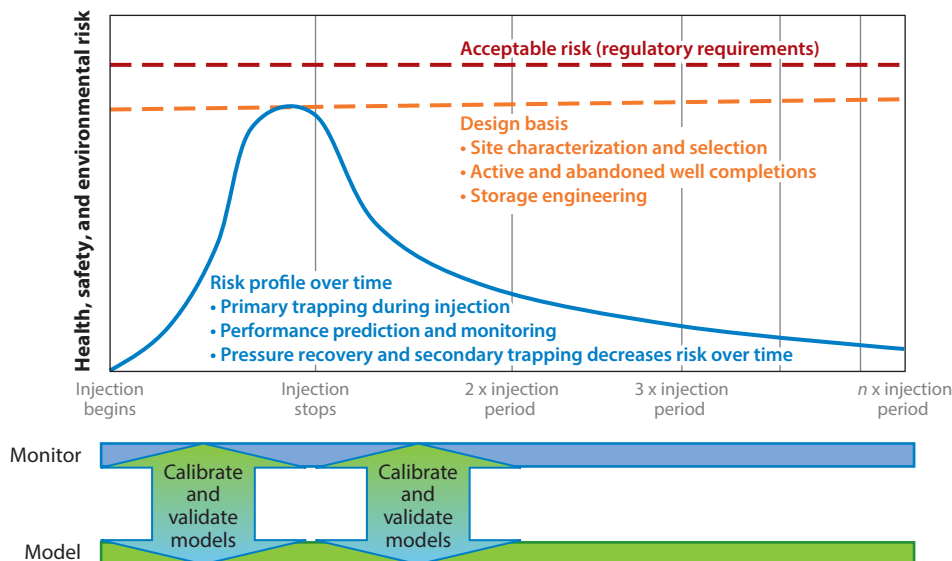 Health, safety, and environmental risk
Acceptable risk (regulatory requirements)
Design basis
• Site characterization and selection
• Active and abandoned well completions
• Storage engineering
Risk profile over time
• Primary trapping during injection
• Performance prediction and monitoring
• Pressure recovery and secondary trapping decreases risk over time
Injection
begins
Injection
stops
2 x injection
period
3 x injection
period
n x injection
period
Monitor
Calibrate
and
validate
models
Calibrate
and
validate
models
Model